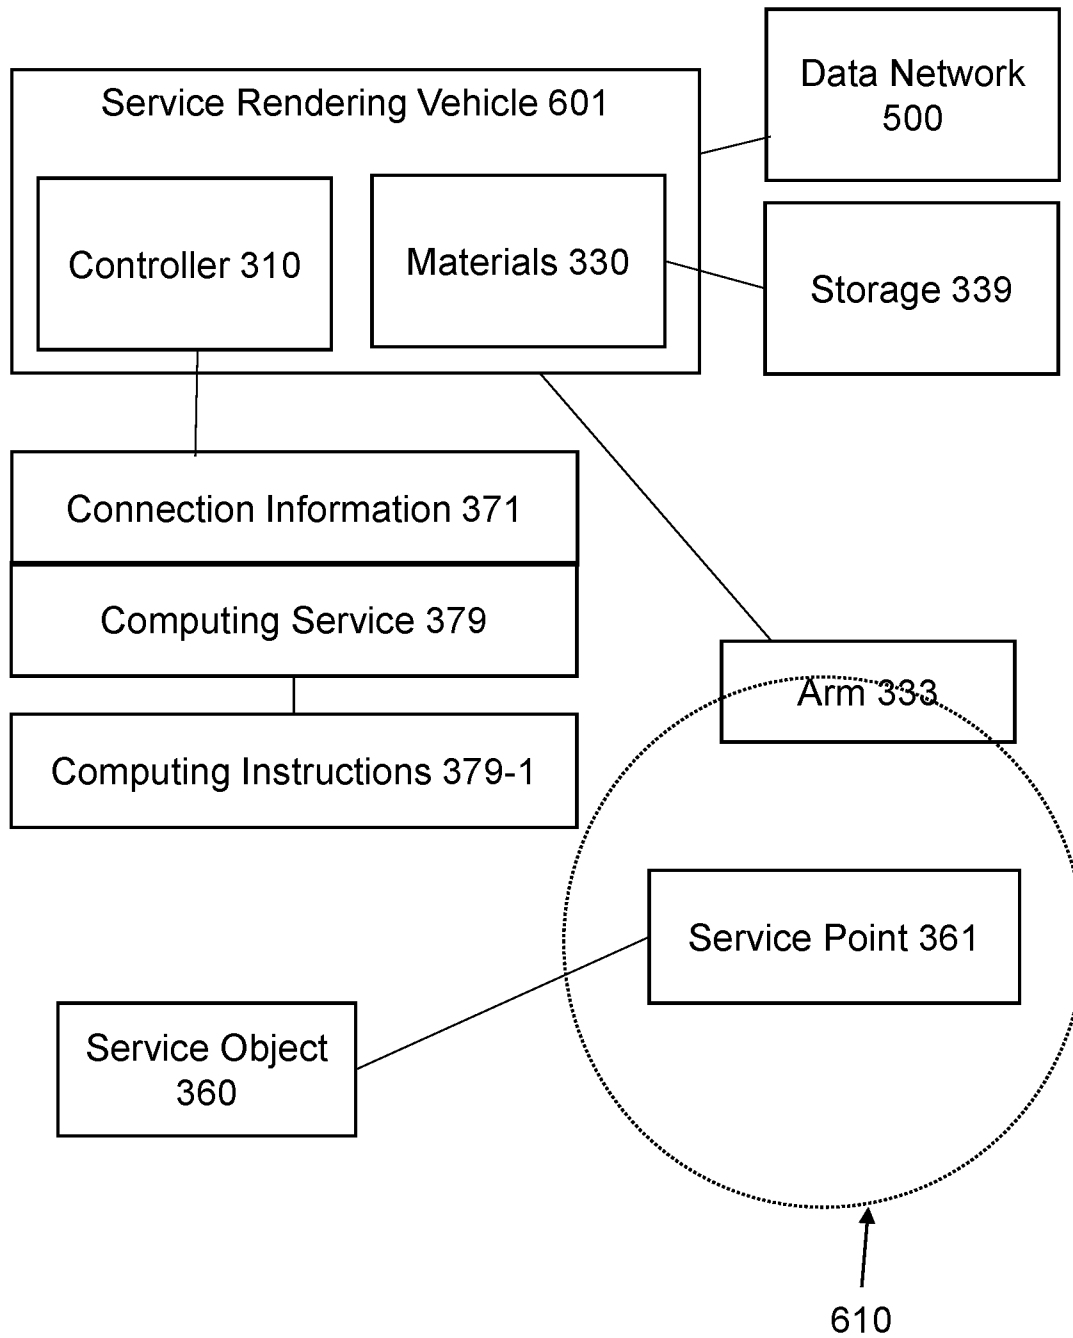 Data Network
500
Service Rendering Vehicle 601
Controller 310
Materials 330
Storage 339
Connection Information 371
Computing Service 379
Arm 333
Computing Instructions 379-1
Service Point 361
Service Object
360
610